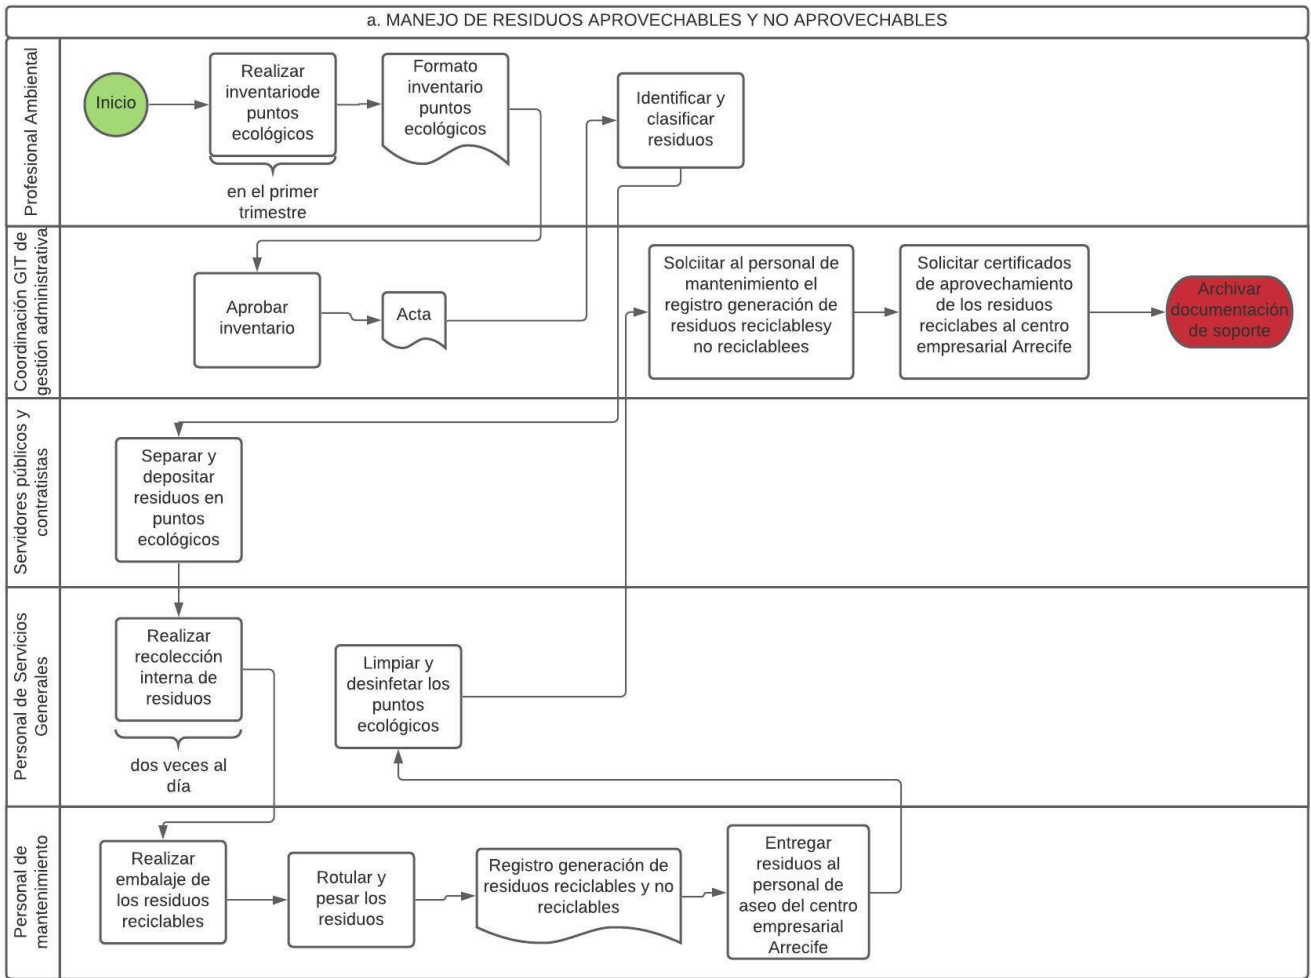 a. MANEJO DE RESIDUOS APROVECHABLES Y NO APROVECHABLES
Profesional Ambiental
Inicio
Realizar
inventariode
puntos
ecológicos
en el primer
trimestre
Formato
inventario
puntos
ecológicos
Identificar y
clasificar
residuos
Coordinación GIT de
gestión administrativa
Aprobar
inventario
Acta
Solciitar al personal de
mantenimiento el
registro generación de
residuos reciclablesy
no reciclablees
Solicitar certificados
de aprovechamiento
de los residuos
reciclabes al centro
empresarial Arrecife
Archivar
documentación
de soporte
Servidores públicos y
contratistas
Separar y
depositar
residuos en
puntos
ecológicos
Personal de Servicios
Generales
Realizar
recolección
interna de
residuos
dos veces al
día
Limpiar y
desinfetar los
puntos
ecológicos
Personal de
mantenimiento
Realizar
embalaje de
los residuos
reciclables
Rotular y
pesar los
residuos
Registro generación de
residuos reciclables y no
reciclables
Entregar
residuos al
personal de
aseo del centro
empresarial
Arrecife